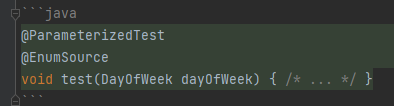 ```java
@ParameterizedTest
@EnumSource
void test(DayOfWeek dayOfWeek) { /* ... */ }
```